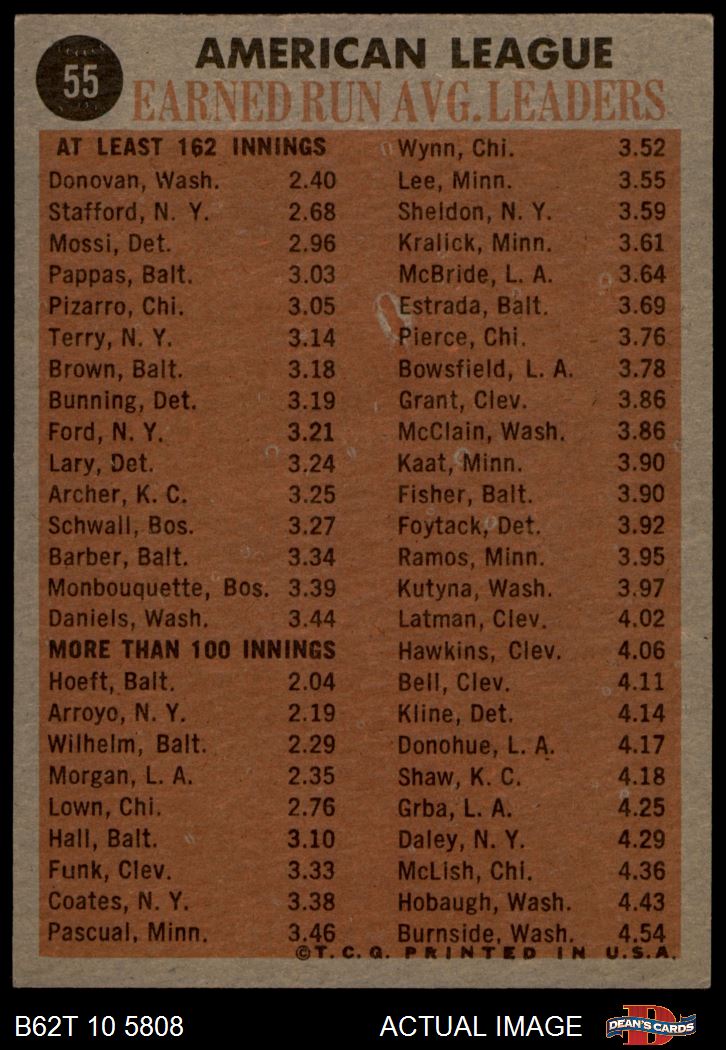 55
AMERICAN LEAGUE
EARNED RUN AVG. LEADERS
AT LEAST 162 INNINGS
Donovan, Wash. 2.40
Stafford, N. Y. 2.68
Mossi, Det. 2.96
Pappas, Balt. 3.03
Pizarro, Chi. 3.05
Terry, N. Y. 3.14
Brown, Balt. 3.18
Bunning, Det. 3.19
Ford, N. Y. 3.21
Lary, Det. 3.24
Archer, K. C. 3.25
Schwall, Bos. 3.27
Barber, Balt. 3.34
Monbouquette, Bos. 3.39
Daniels, Wash. 3.44
MORE THAN 100 INNINGS
Hoeft, Balt. 2.04
Arroyo, N. Y. 2.19
Wilhelm, Balt. 2.29
Morgan, L. A. 2.35
Lown, Chi. 2.76
Hall, Balt. 3.10
Funk, Clev. 3.33
Coates, N. Y. 3.38
Pascual, Minn. 3.46
Wynn, Chi. 3.52
Lee, Minn. 3.55
Sheldon, N. Y. 3.59
Kralick, Minn. 3.61
McBride, L. A. 3.64
Estrada, Balt. 3.69
Pierce, Chi. 3.76
Bowsfield, L. A. 3.78
Grant, Clev. 3.86
McClain, Wash. 3.86
Kaat, Minn. 3.90
Fisher, Balt. 3.90
Foytack, Det. 3.92
Ramos, Minn. 3.95
Kutyna, Wash. 3.97
Latman, Clev. 4.02
Hawkins, Clev. 4.06
Bell, Clev. 4.11
Kline, Det. 4.14
Donohue, L. A. 4.17
Shaw, K. C. 4.18
Grba, L. A. 4.25
Daley, N. Y. 4.29
McLish, Chi. 4.36
Hobaugh, Wash. 4.43
Burnside, Wash. 4.54
©T. C. G. PRINTED IN U.S.A.
B62T 10 5808 ACTUAL IMAGE
D
DEAN'S CARDS